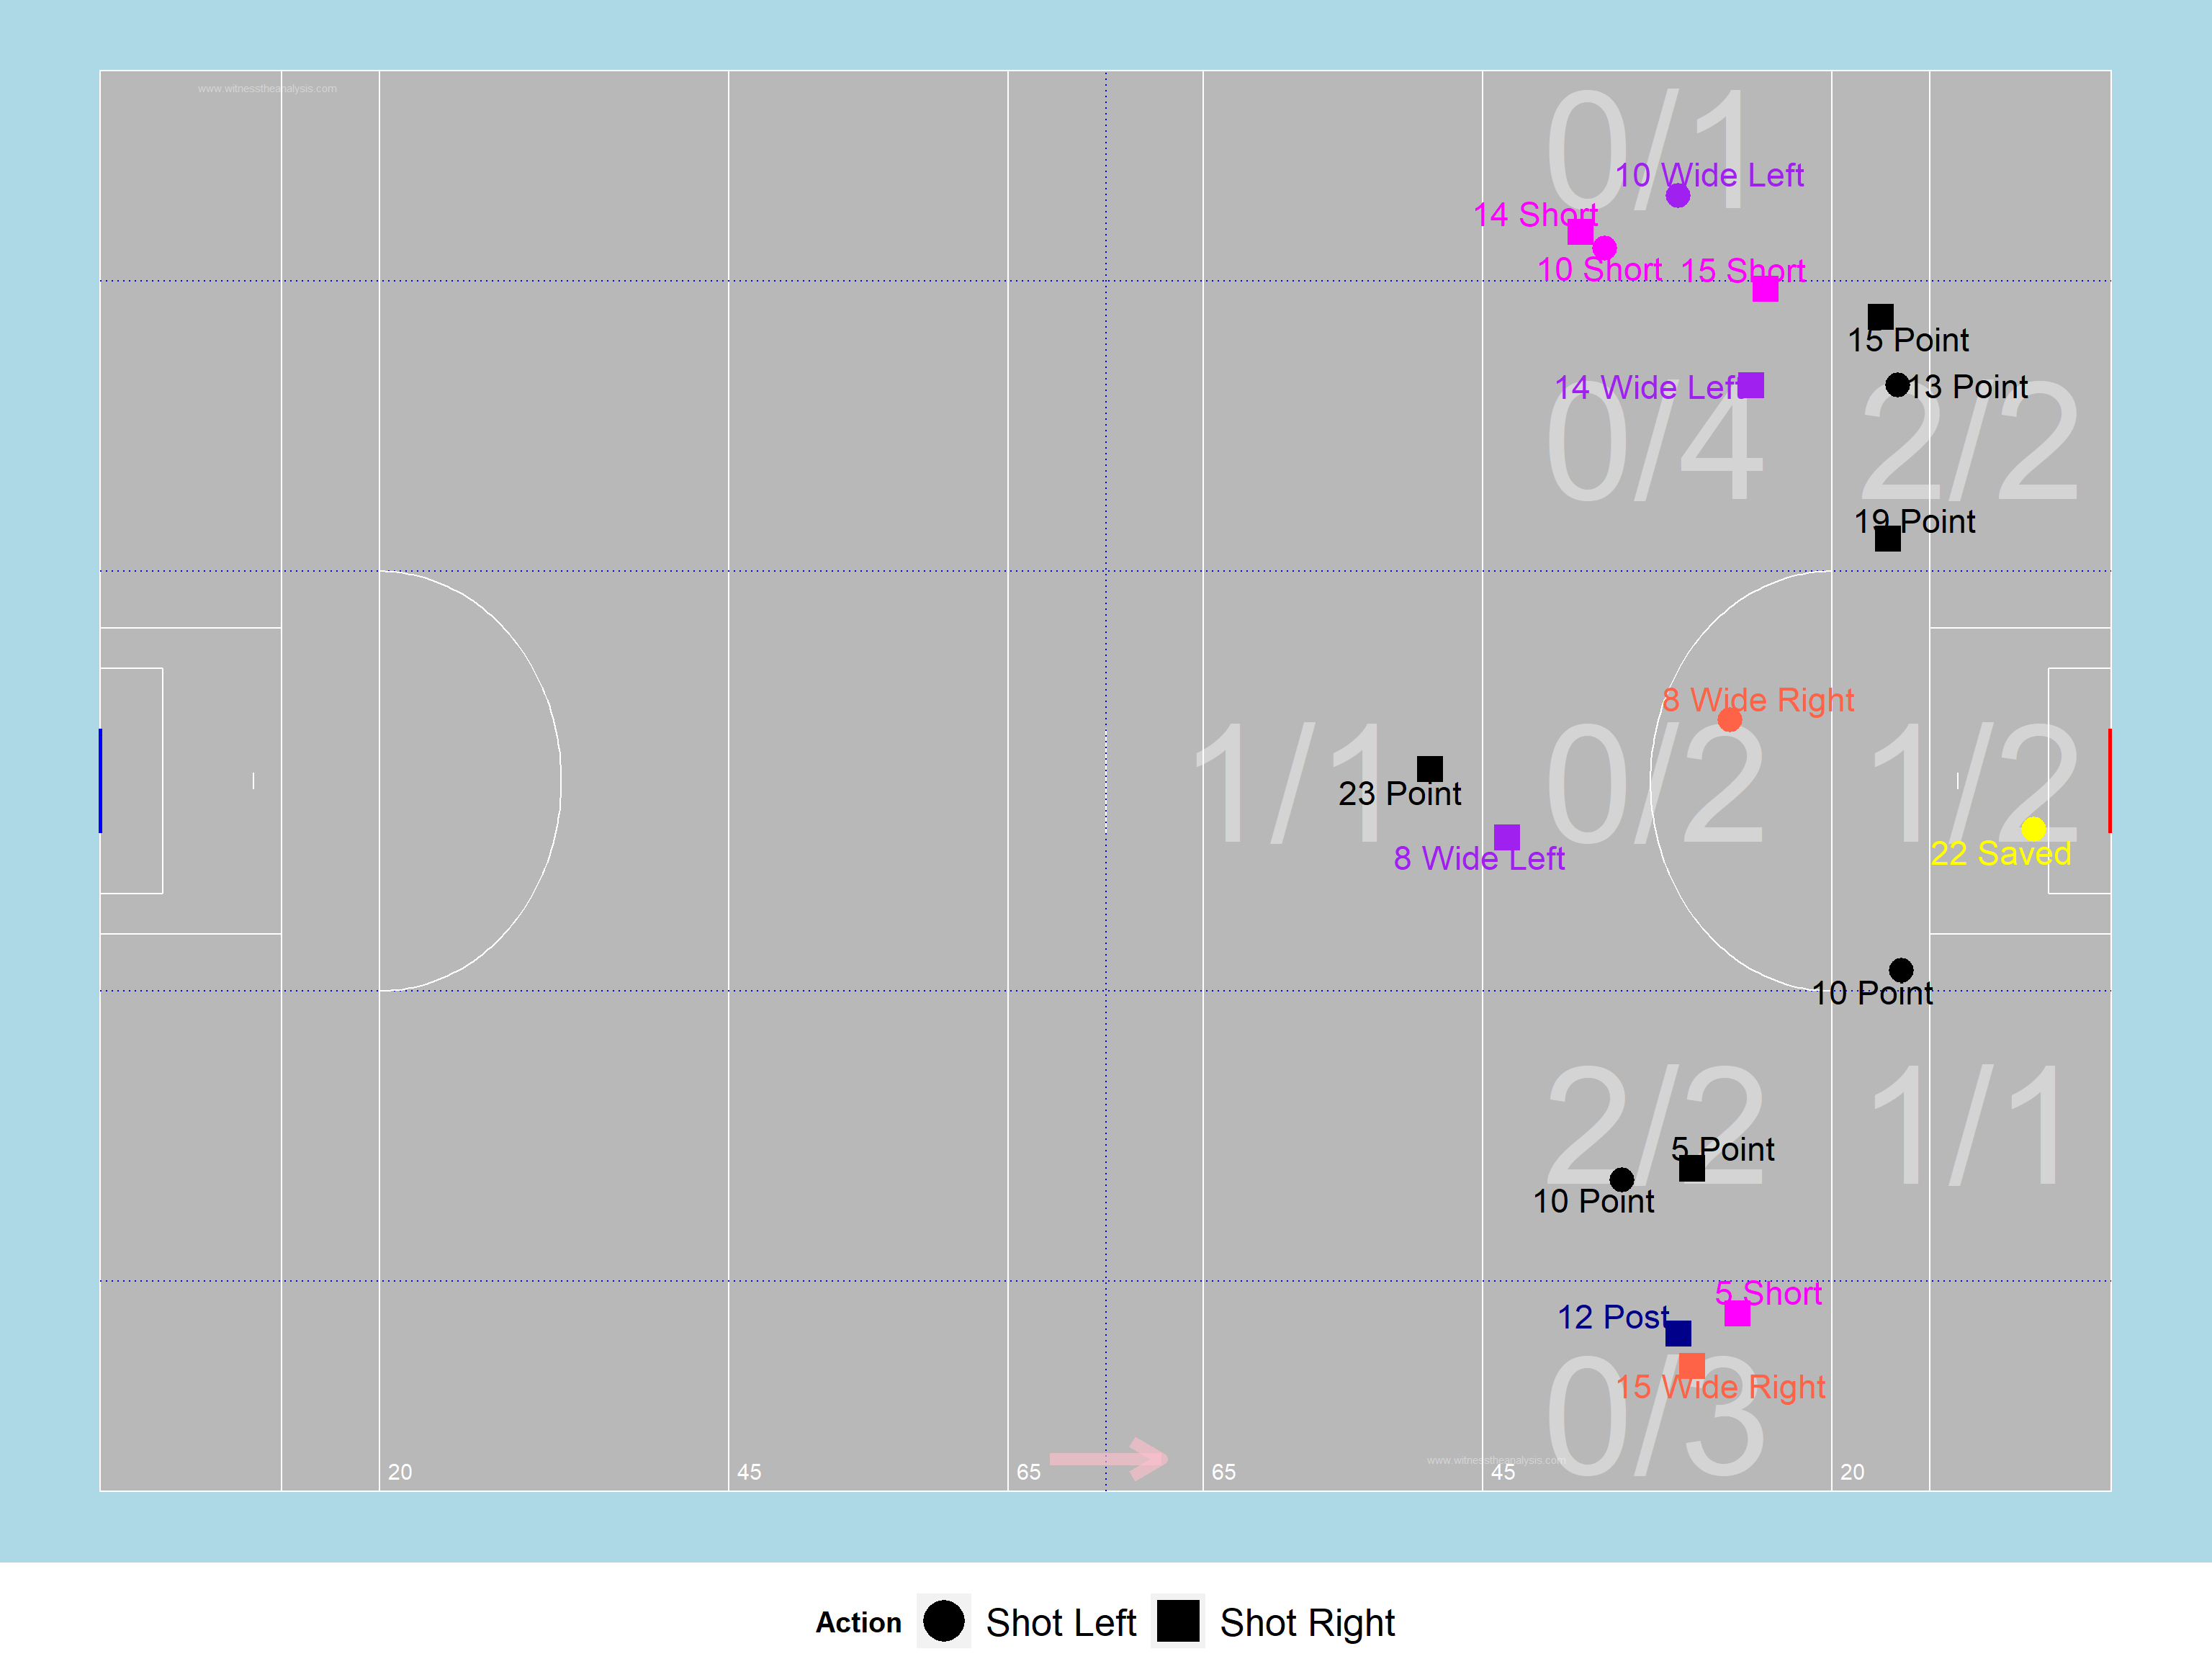 www.witnesstheanalysis.com
0/1
10 Wide Left
14 Short
10 Short
15 Short
15 Point
14 Wide Left
13 Point
0/4
2/2
19 Point
8 Wide Right
1/1
0/2
1/2
23 Point
8 Wide Left
22 Saved
10 Point
2/2
1/1
5 Point
10 Point
5 Short
12 Post
15 Wide Right
0/3
www.witnesstheanalysis.com
20
45
65
65
45
20
Action
Shot Left
Shot Right